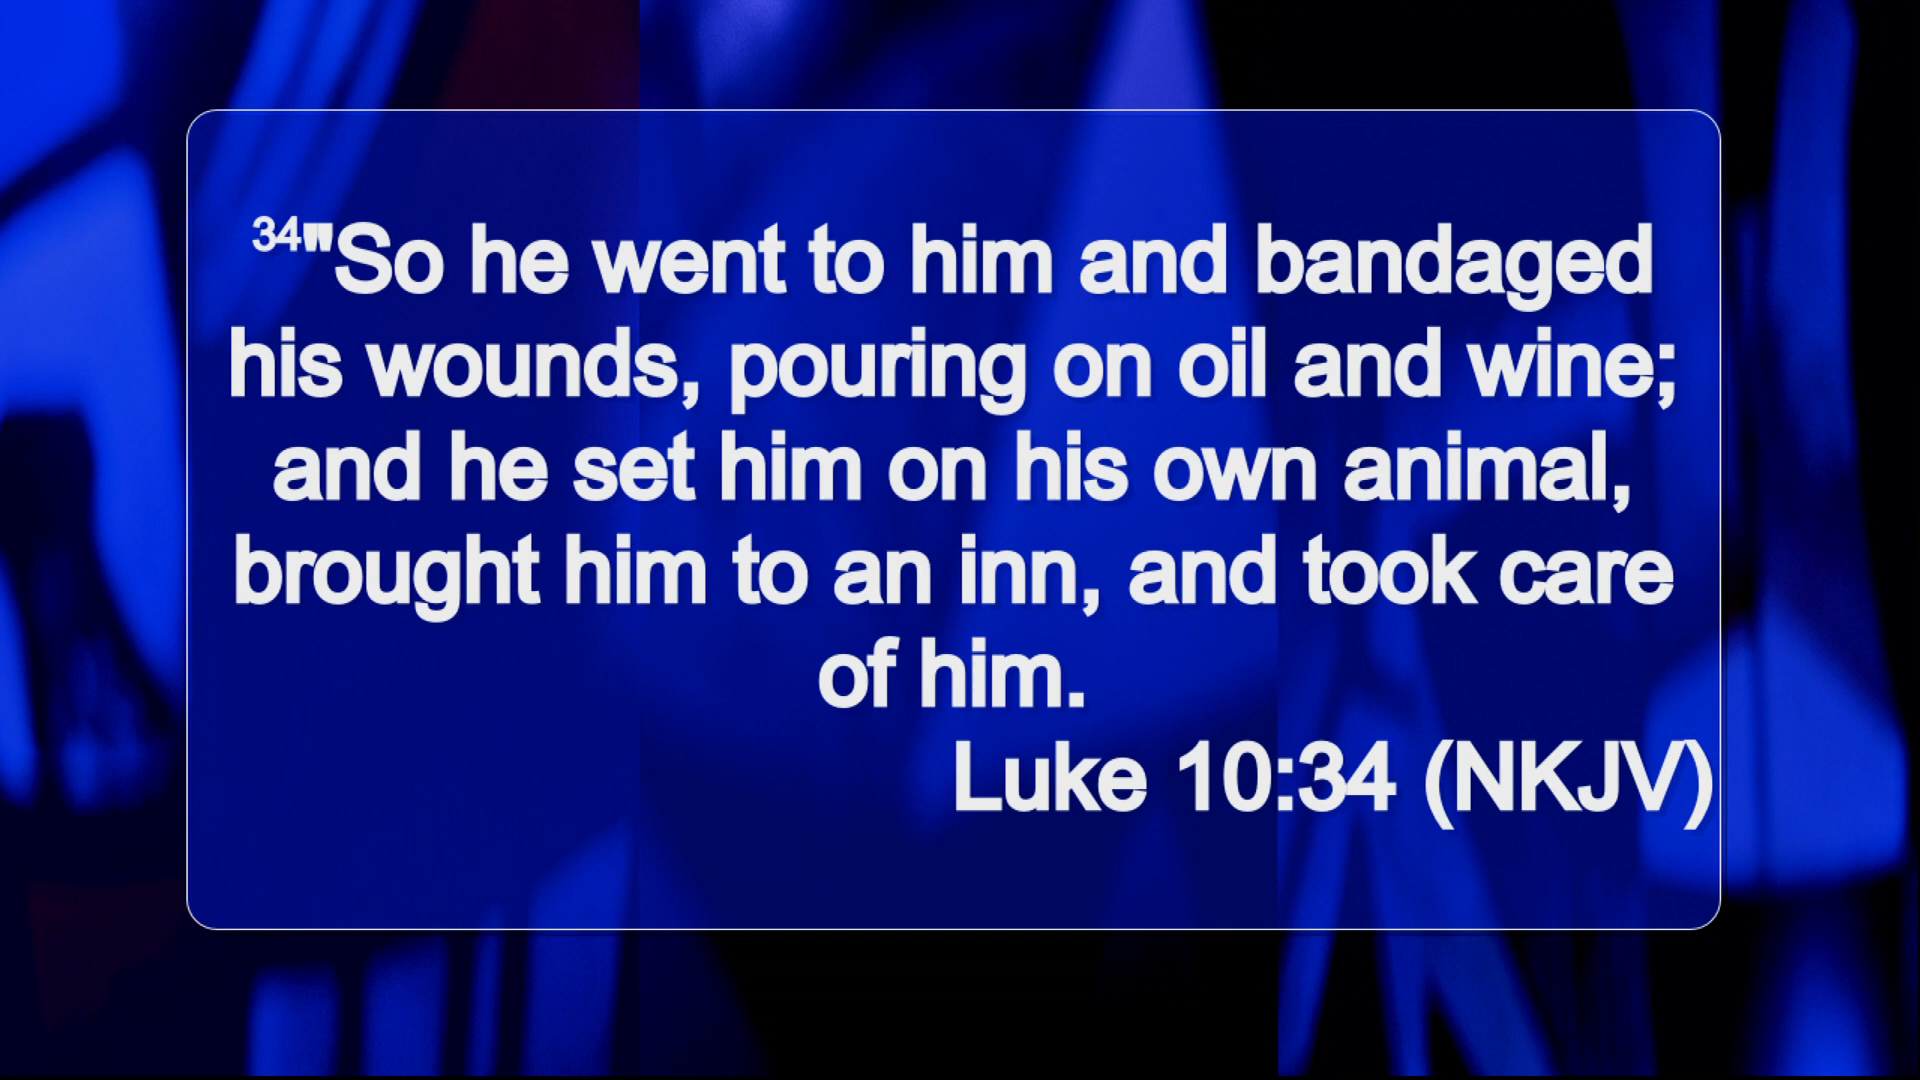 34"So he went to him and bandaged
his wounds, pouring on oil and wine;
and he set him on his own animal,
brought him to an inn, and took care
of him.
Luke 10:34 (NKJV)